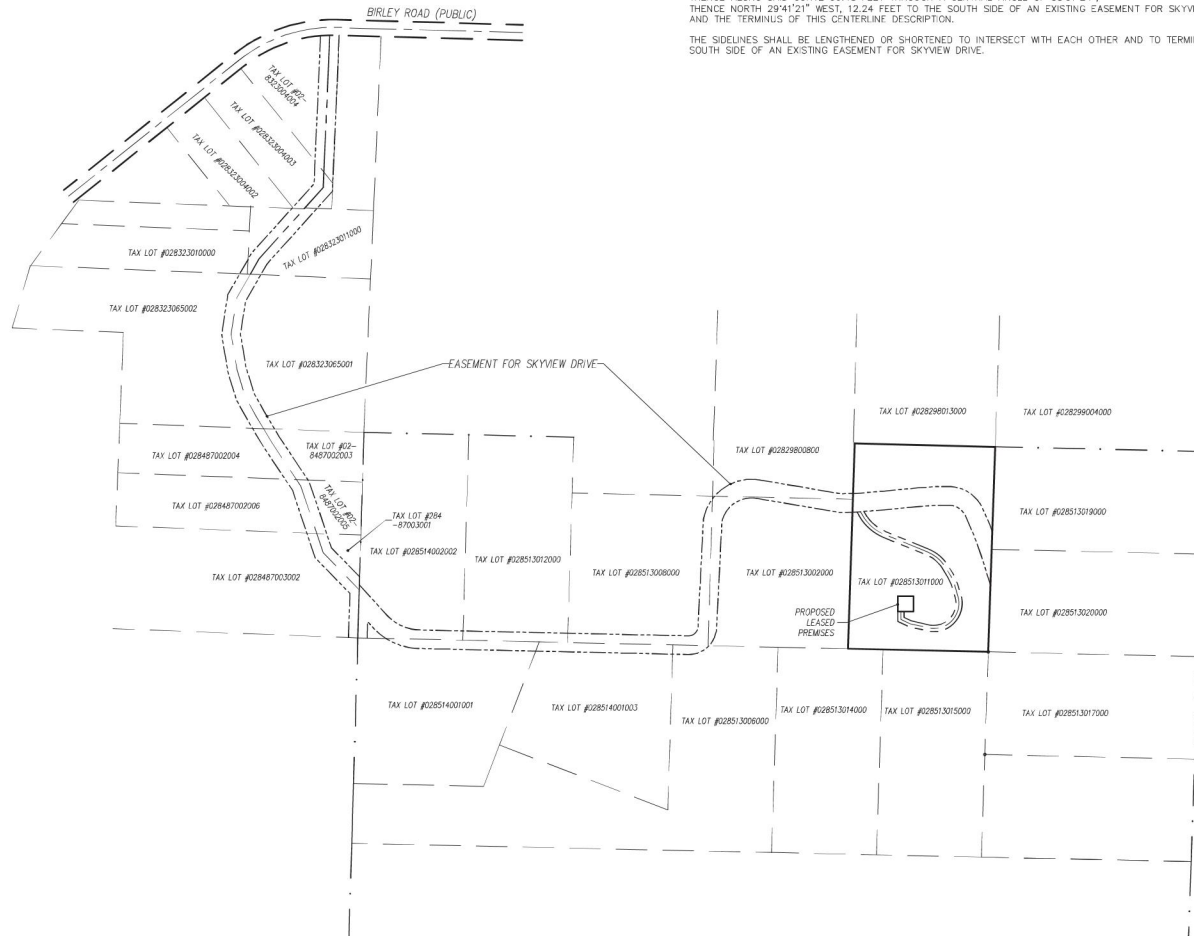 THENCE NORTH 29°41'21" WEST, 12.24 FEET TO THE SOUTH SIDE OF AN EXISTING EASEMENT FOR
AND THE TERMINUS OF THIS CENTERLINE DESCRIPTION.
THE SIDELINES SHALL BE LENGTHENED OR SHORTENED TO INTERSECT WITH EACH OTHER AND TO
SOUTH SIDE OF AN EXISTING EASEMENT FOR SKYVIEW DRIVE.
BIRLEY ROAD (PUBLIC)
TAX LOT #02-
8323004004
TAX LOT #028323004003
TAX LOT #028323004002
TAX LOT #028323010000
TAX LOT #028323011000
TAX LOT #028323065002
TAX LOT #028323065001
EASEMENT FOR SKYVIEW DRIVE
TAX LOT #028298013000
TAX LOT #028299004000
TAX LOT #02829800800
TAX LOT #028487002004
TAX LOT #02-
8487002003
TAX LOT #028487002006
TAX LOT #02-
8487002005
TAX LOT #284
-87003001
TAX LOT #028514002002
TAX LOT #028513012000
TAX LOT #028513008000
TAX LOT #028513002000
TAX LOT #028513011000
TAX LOT #028513019000
TAX LOT #028487003002
PROPOSED
LEASED
PREMISES
TAX LOT #028513020000
TAX LOT #028514001001
TAX LOT #028514001003
TAX LOT #028513006000
TAX LOT #028513014000
TAX LOT #028513015000
TAX LOT #028513017000